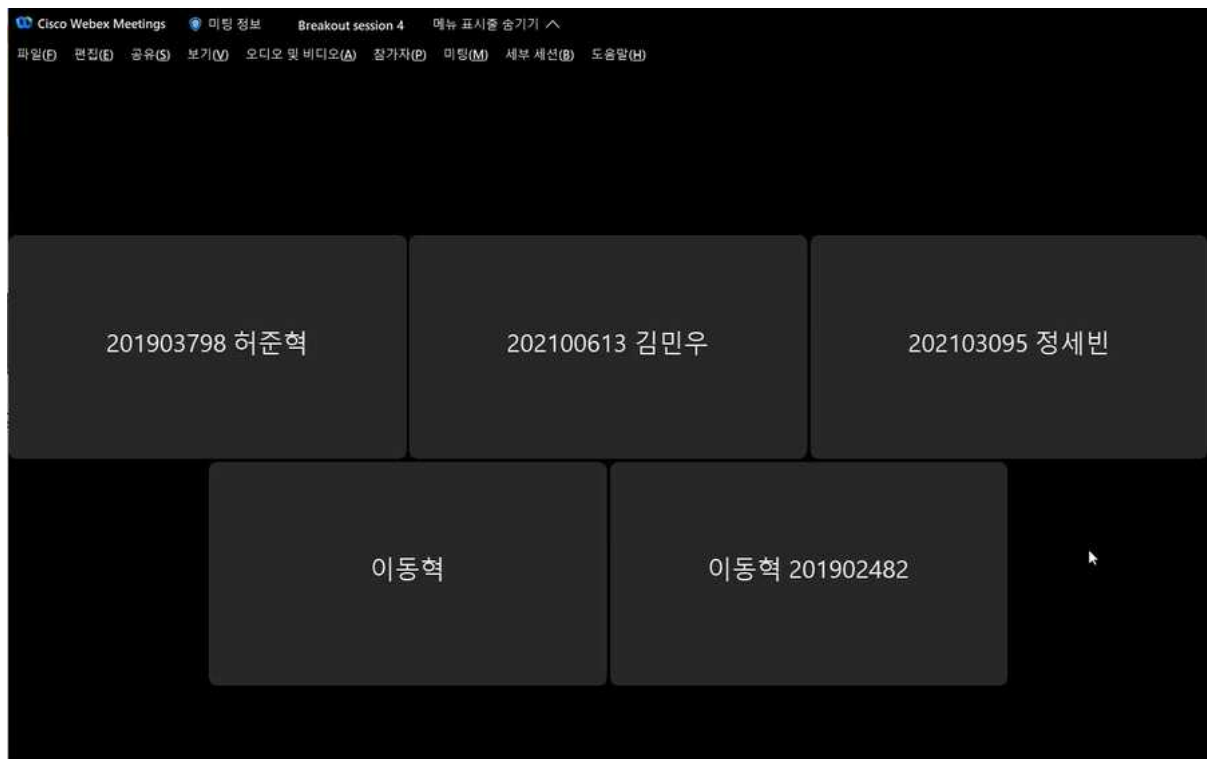 Cisco Webex Meetings 미팅 정보 Breakout session 4 메뉴 표시줄 숨기기
파일(F) 편집(E) 공유(S) 보기(V) 오디오 및 비디오(A) 참가자(P) 미팅(M) 세부 세션(B) 도움말(H)
201903798 허준혁 202100613 김민우 202103095 정세빈
이동혁 이동혁 201902482